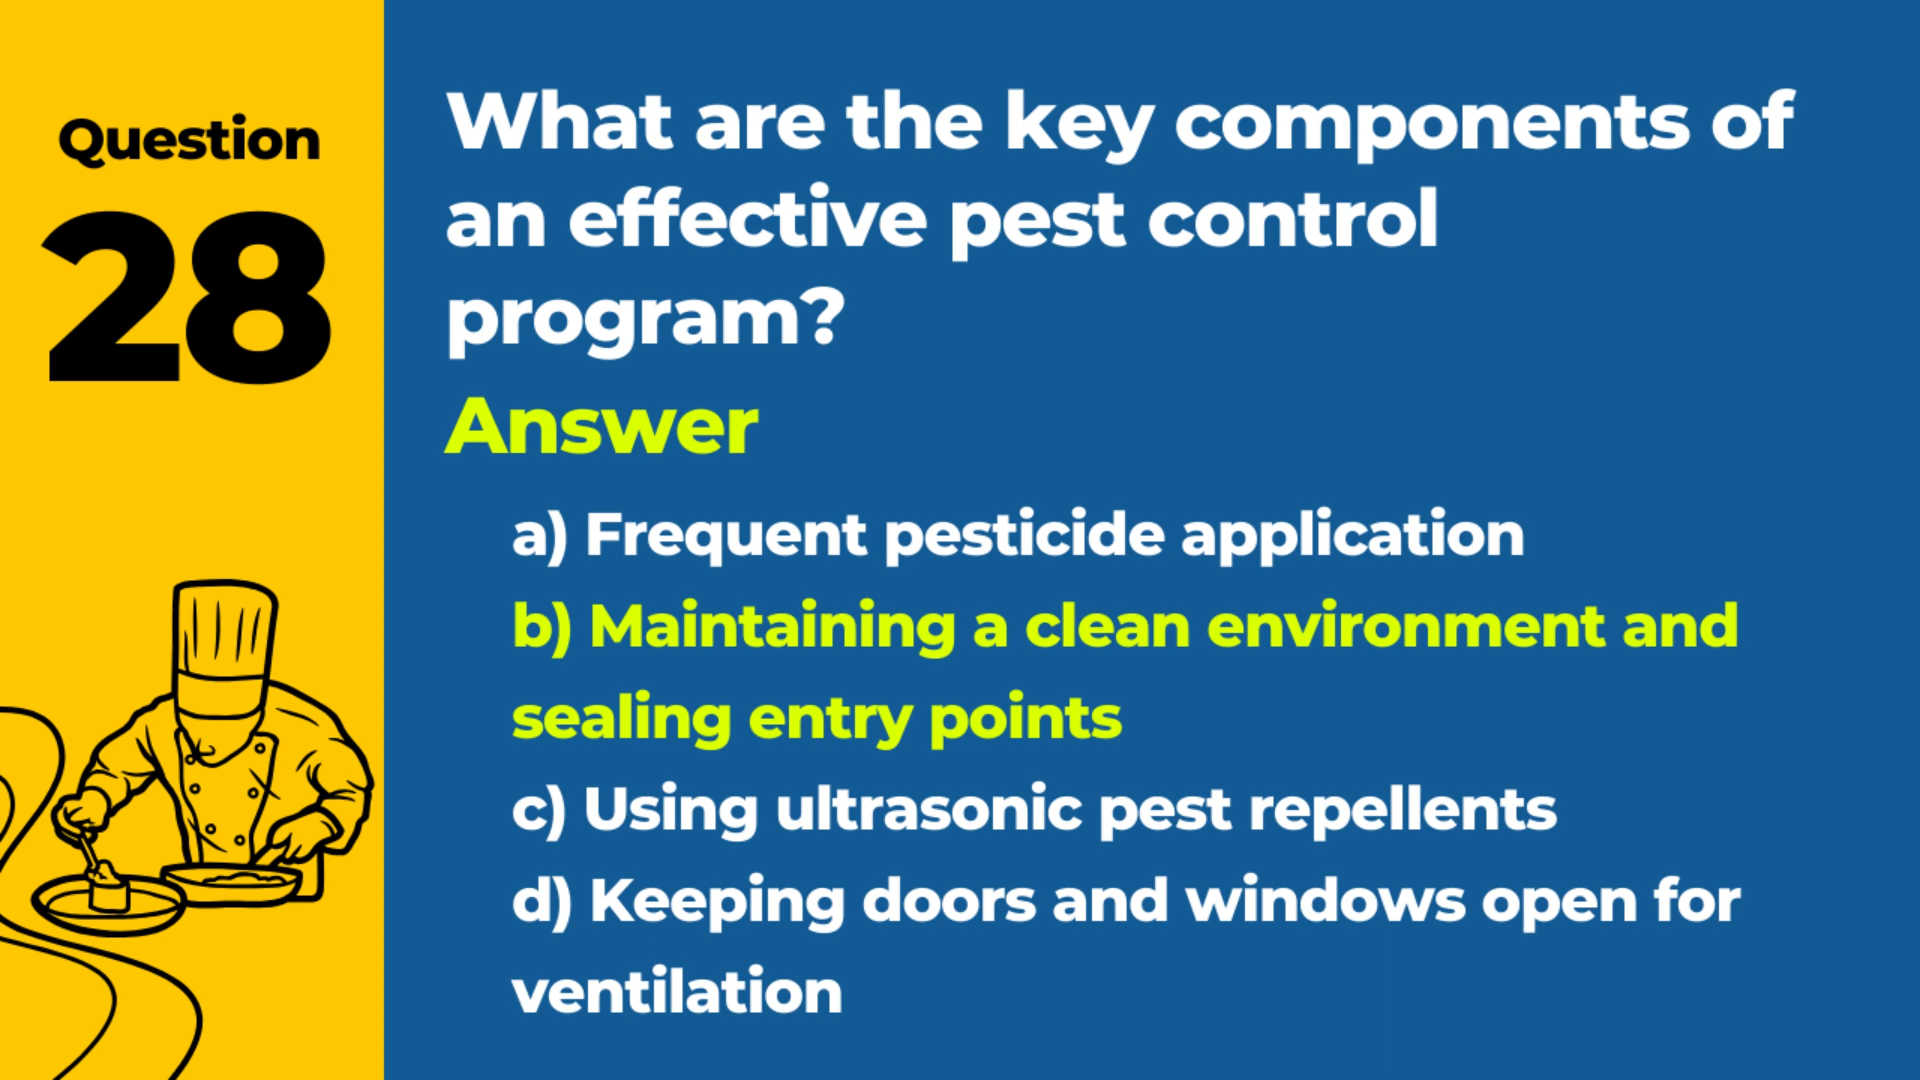 Question
28
What are the key components of
an effective pest control
program?
Answer
a) Frequent pesticide application
b) Maintaining a clean environment and
sealing entry points
c) Using ultrasonic pest repellents
d) Keeping doors and windows open for
ventilation